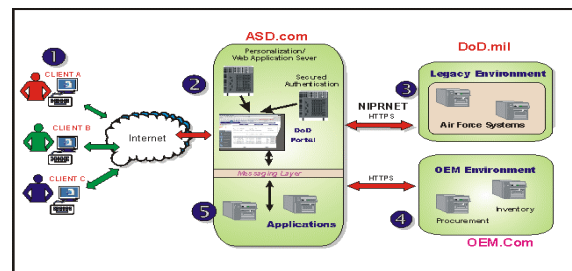 ASD.com
DoD.mil
1
CLIENT A
CLIENT B
CLIENT C
Internet
2
Personalization/
Web Application Sever
Secured
Authentication
DoD
Portal
Messaging Layer
5
Applications
NIPRNET
HTTPS
3
Legacy Environment
Air Force Systems
HTTPS
4
OEM Environment
Inventory
Procurement
OEM.Com